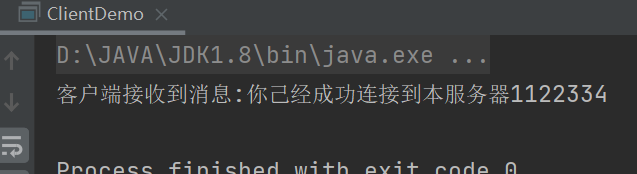 ClientDemo
D:\JAVA\JDK1.8\bin\java.exe ...
客户端接收到消息:你己经成功连接到本服务器1122334
Process finished with exit code 0